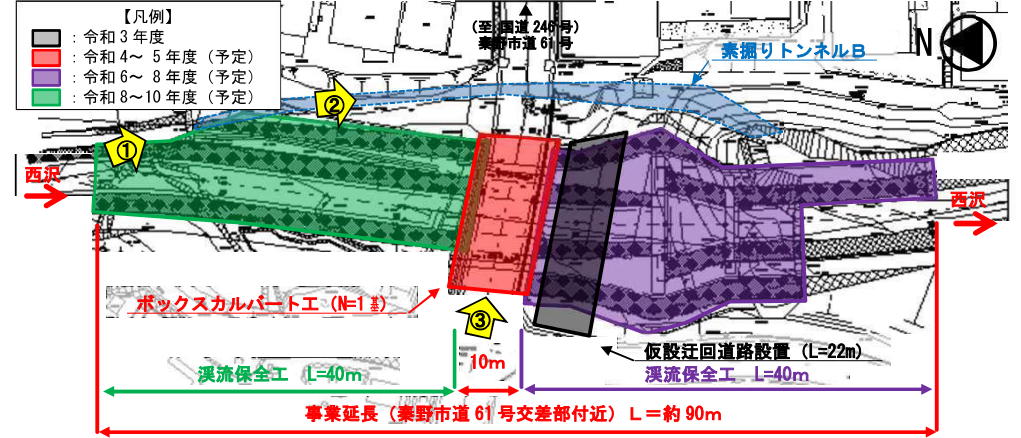 【凡例】
：令和３年度
：令和４～ ５年度（予定）
：令和６～ ８年度（予定）
：令和８～10年度（予定）
（至:国道246号）
秦野市道61号
N
素掘りトンネルＢ
②
①
西沢
西沢
ボックスカルバート工（N=1基）
③
仮設迂回道路設置（L=22m）
10m
渓流保全工　L=40m
渓流保全工　L=40m
事業延長（秦野市道61号交差部付近）Ｌ＝約90m